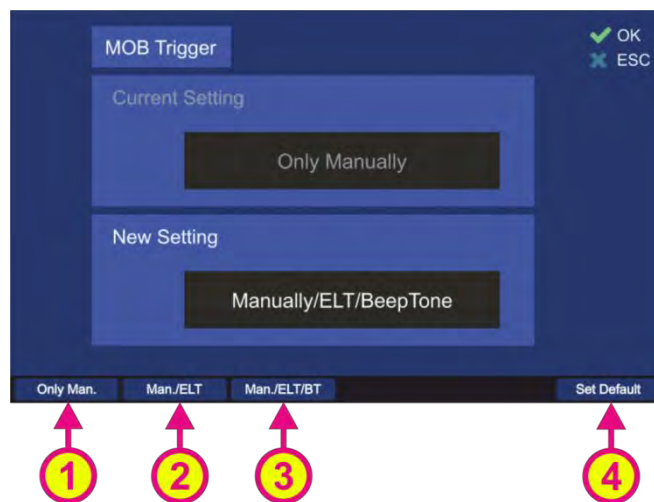 MOB Trigger
OK
ESC
Current Setting
Only Manually
New Setting
Manually/ELT/BeepTone
Only Man. Man./ELT Man./ELT/BT Set Default
1 2 3 4